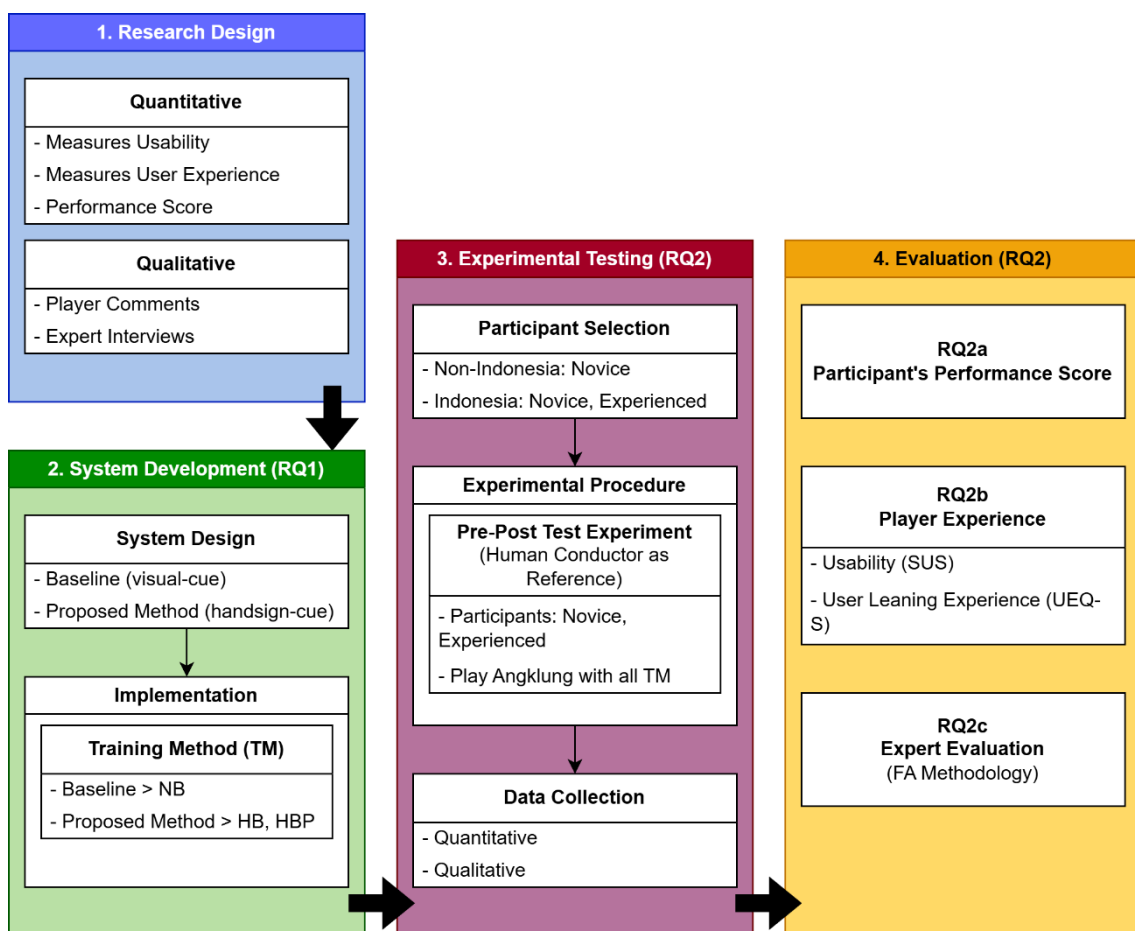 1. Research Design
Quantitative
- Measures Usability
- Measures User Experience
- Performance Score
Qualitative
- Player Comments
- Expert Interviews
2. System Development (RQ1)
System Design
- Baseline (visual-cue)
- Proposed Method (handsign-cue)
Implementation
Training Method (TM)
- Baseline > NB
- Proposed Method > HB, HBP
3. Experimental Testing (RQ2)
Participant Selection
- Non-Indonesia: Novice
- Indonesia: Novice, Experienced
Experimental Procedure
Pre-Post Test Experiment
(Human Conductor as
Reference)
- Participants: Novice,
Experienced
- Play Angklung with all TM
Data Collection
- Quantitative
- Qualitative
4. Evaluation (RQ2)
RQ2a
Participant's Performance Score
RQ2b
Player Experience
- Usability (SUS)
- User Leaning Experience (UEQ-
S)
RQ2c
Expert Evaluation
(FA Methodology)